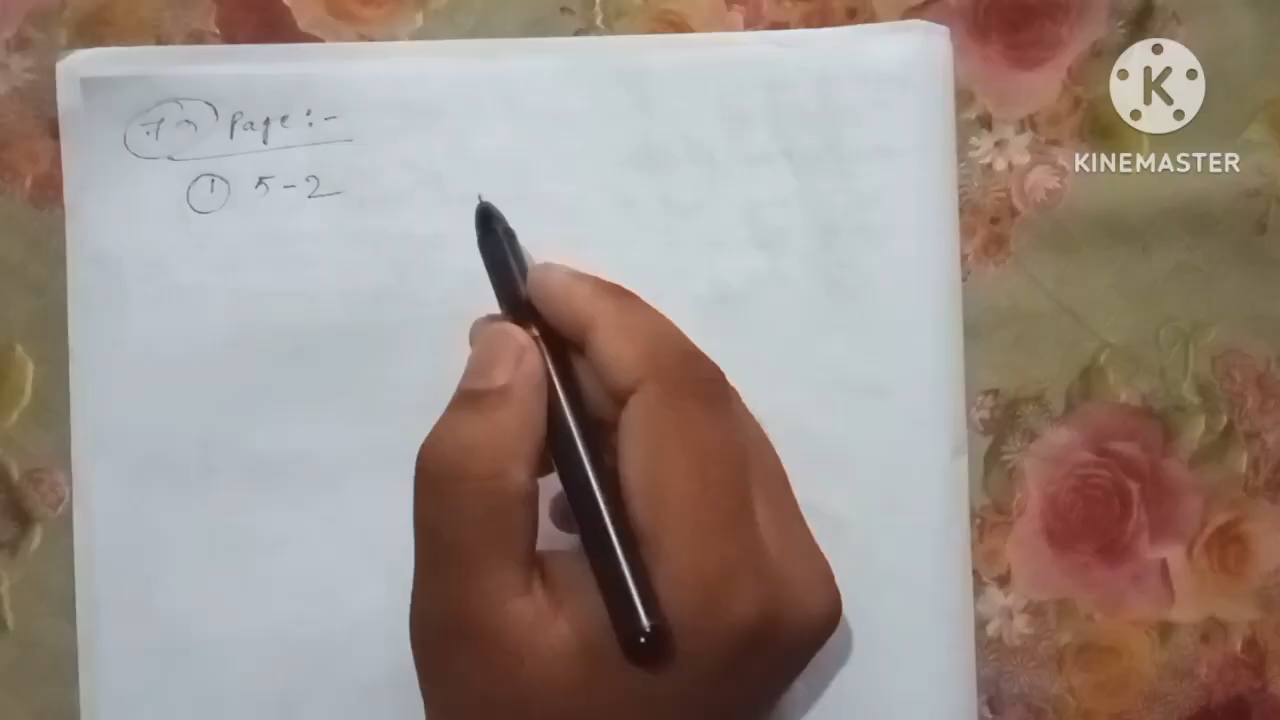 Page :-
① 5-2
K
KINEMASTER